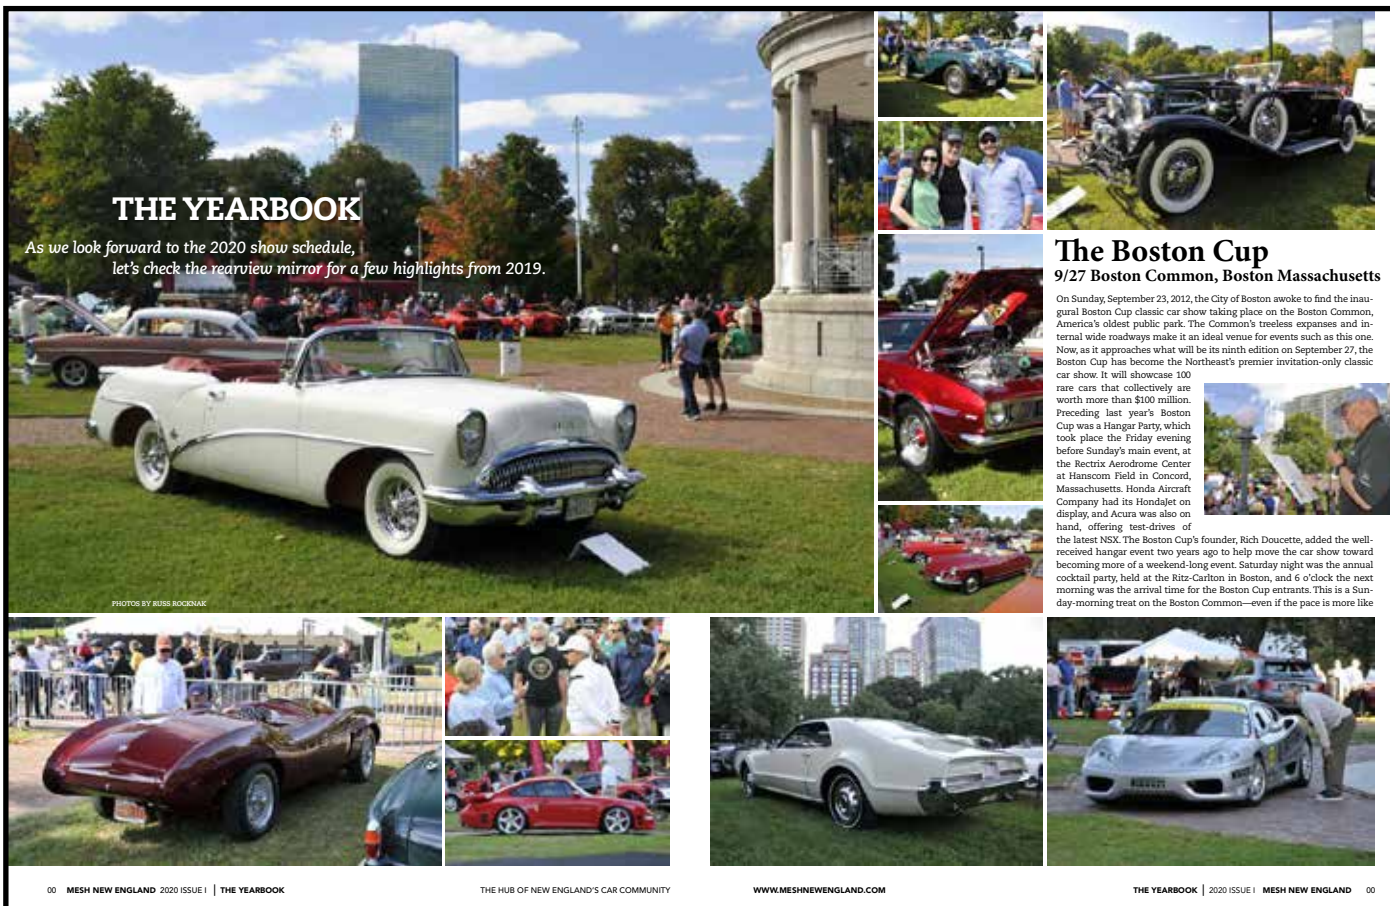 THE YEARBOOK
As we look forward to the 2020 show schedule,
let's check the rearview mirror for a few highlights from 2019.
PHOTOS BY RUSS ROCKNAK
The Boston Cup
9/27 Boston Common, Boston Massachusetts
On Sunday, September 23, 2012, the City of Boston awoke to find the inau-
gural Boston Cup classic car show taking place on the Boston Common,
America's oldest public park. The Common's treeless expanses and in-
ternal wide roadways make it an ideal venue for events such as this one.
Now, as it approaches what will be its ninth edition on September 27, the
Boston Cup has become the Northeast's premier invitation-only classic
car show. It will showcase 100
rare cars that collectively are
worth more than $100 million.
Preceding last year's Boston
Cup was a Hangar Party, which
took place the Friday evening
before Sunday's main event, at
the Rectrix Aerodrome Center
at Hanscom Field in Concord,
Massachusetts. Honda Aircraft
Company had its HondaJet on
display, and Acura was also on
hand, offering test-drives of
the latest NSX. The Boston Cup's founder, Rich Doucette, added the well-
received hangar event two years ago to help move the car show toward
becoming more of a weekend-long event. Saturday night was the annual
cocktail party, held at the Ritz-Carlton in Boston, and 6 o'clock the next
morning was the arrival time for the Boston Cup entrants. This is a Sun-
day-morning treat on the Boston Common—even if the pace is more like
00 MESH NEW ENGLAND 2020 ISSUE I | THE YEARBOOK
THE HUB OF NEW ENGLAND'S CAR COMMUNITY
WWW.MESHNEWENGLAND.COM
THE YEARBOOK | 2020 ISSUE I MESH NEW ENGLAND 00